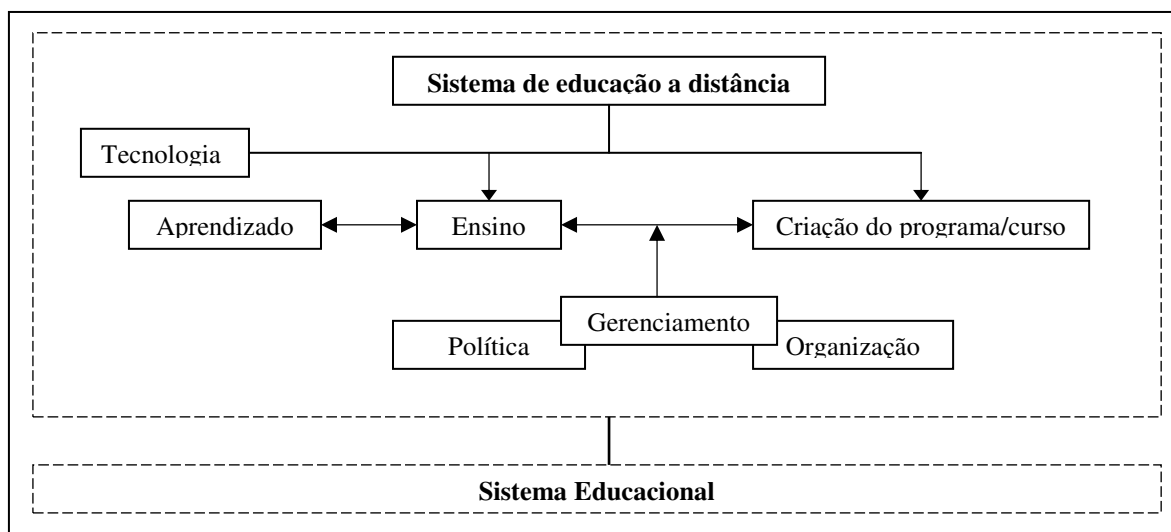 Sistema de educação a distância
Tecnologia
Aprendizado
Ensino
Criação do programa/curso
Gerenciamento
Política
Organização
Sistema Educacional